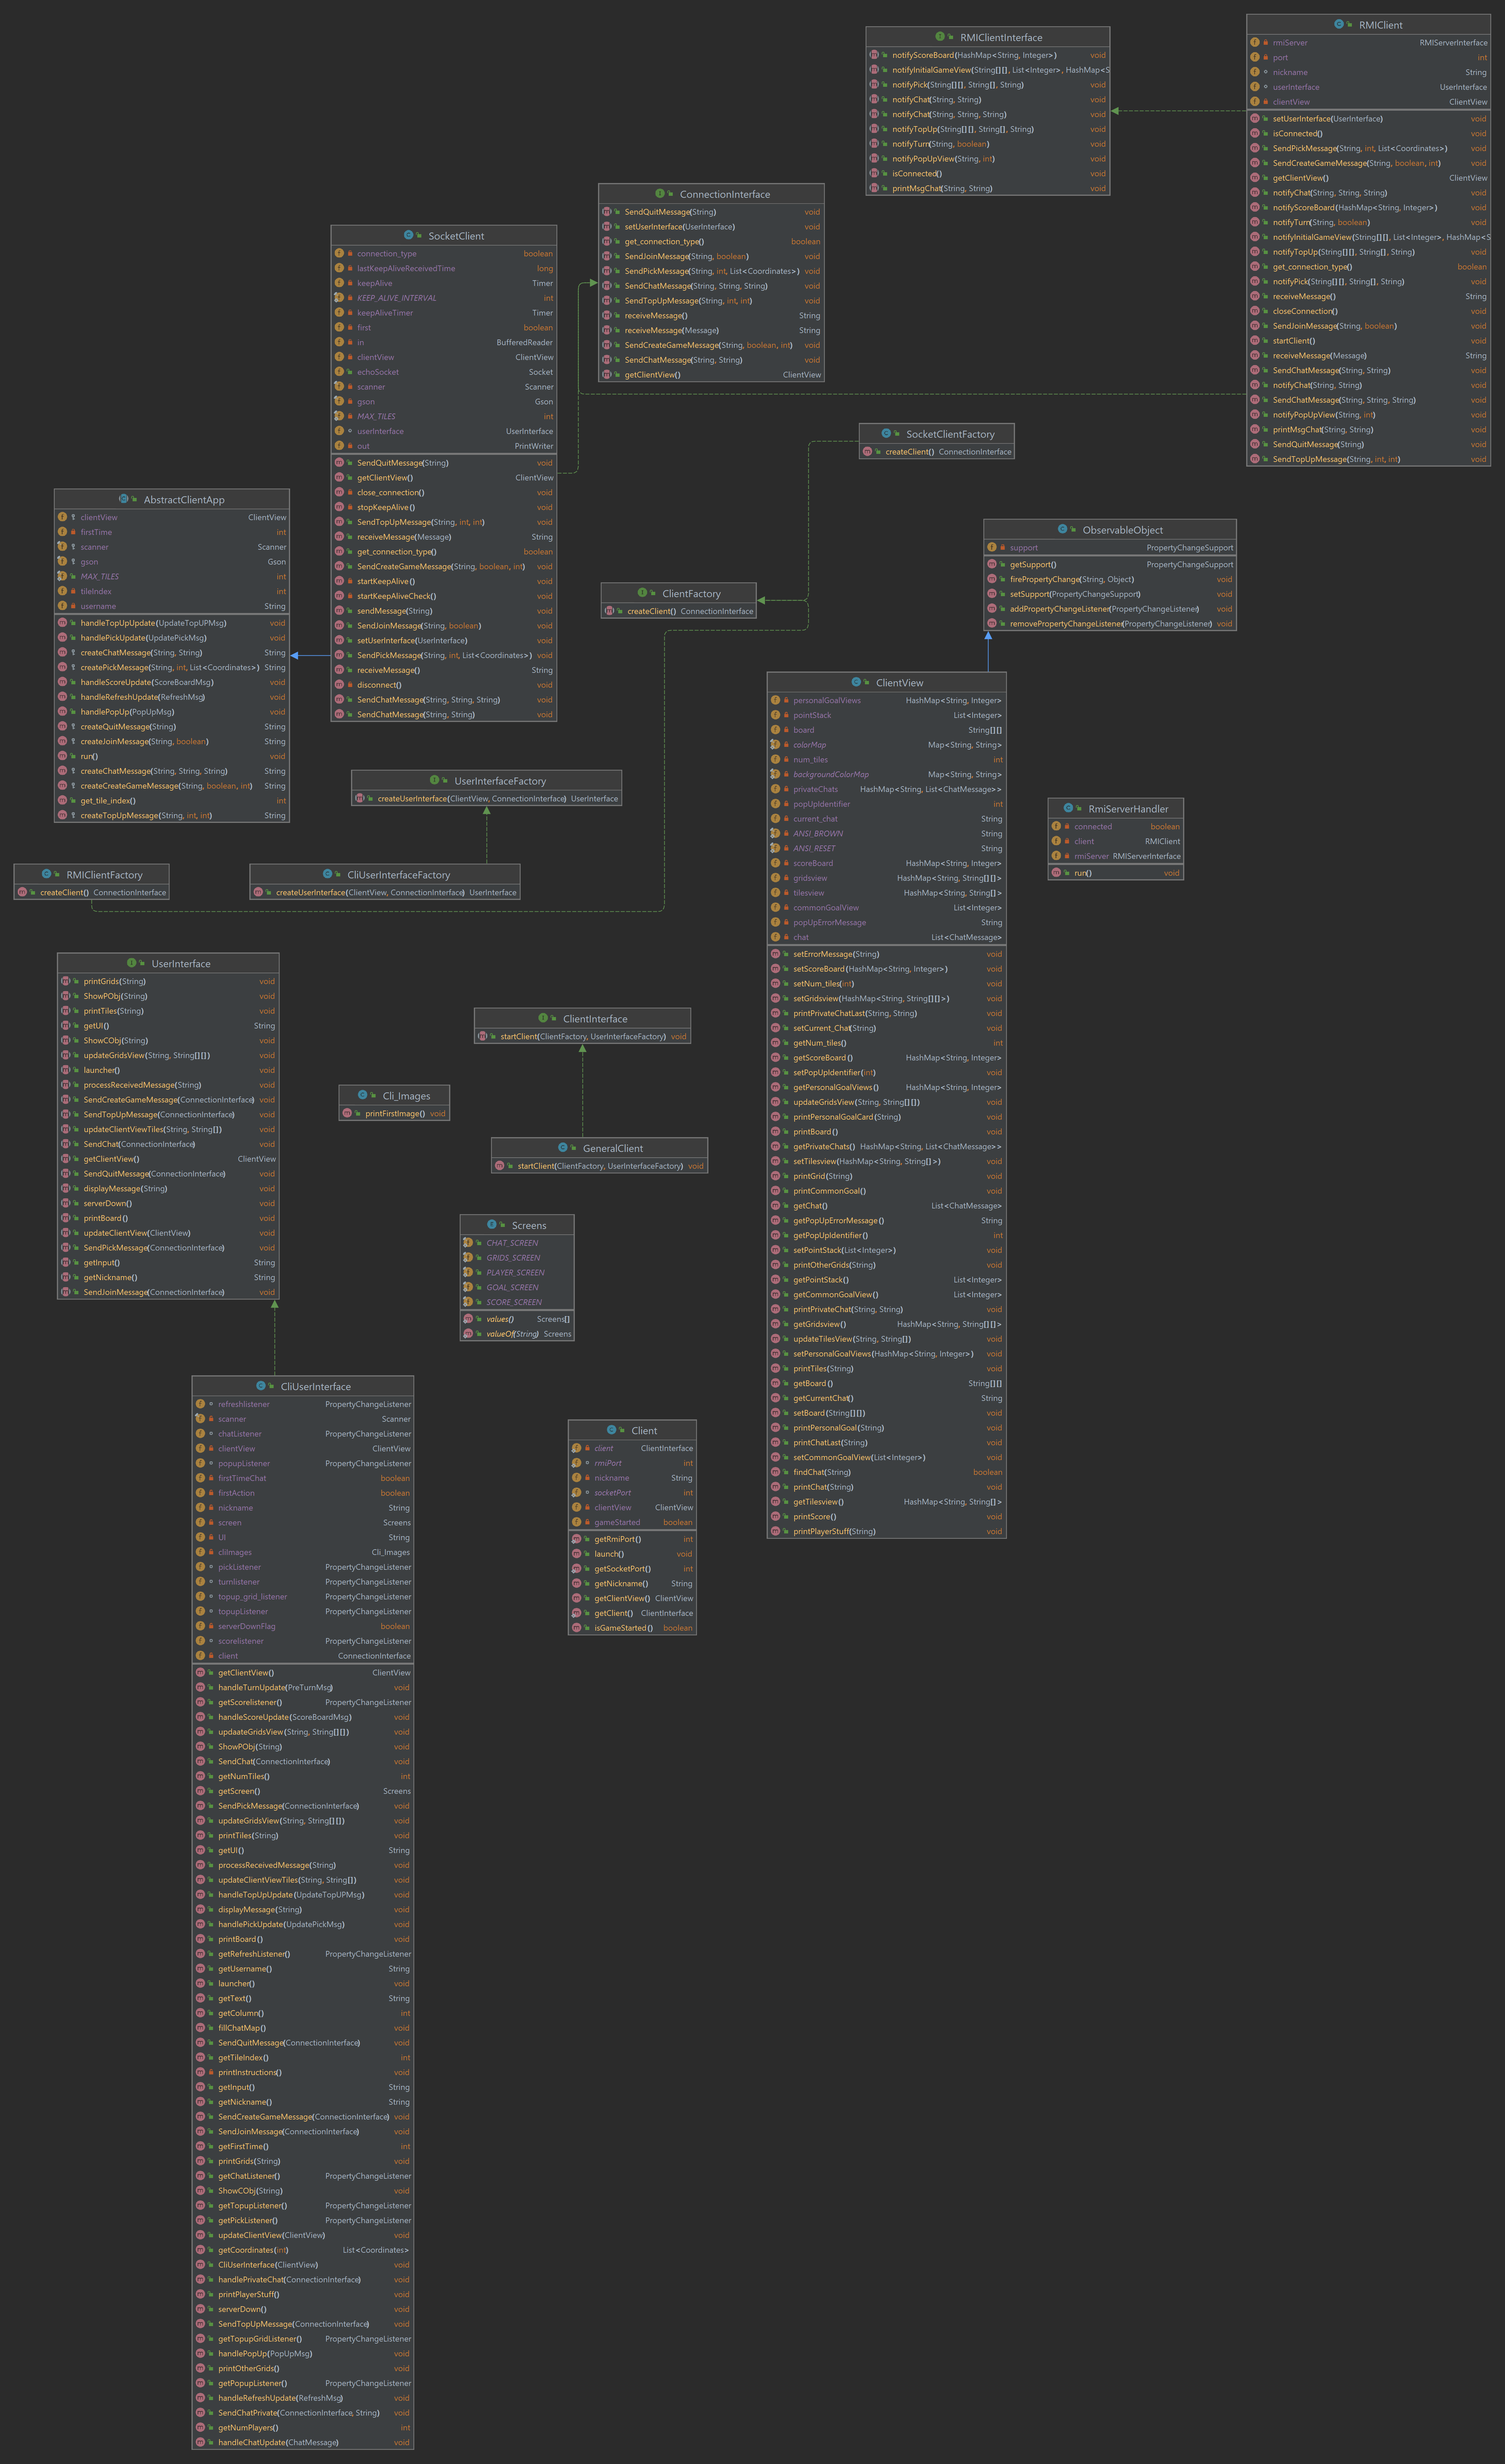 RMIClient
rmiServer RMIServerInterface
port int
nickname String
userInterface UserInterface
clientView ClientView
setUserInterface(UserInterface) void
isConnected() void
SendPickMessage(String, int, List<Coordinates>) void
SendCreateGameMessage(String, boolean, int) void
getClientView() ClientView
notifyChat(String, String, String) void
notifyScoreBoard(HashMap<String, Integer>) void
notifyTurn(String, boolean) void
notifyInitialGameView(String[][], List<Integer>, HashMap<S
notifyTopUp(String[][], String[], String) void
get_connection_type() boolean
notifyPick(String[][], String[], String) void
receiveMessage() String
closeConnection() void
SendJoinMessage(String, boolean) void
startClient() void
receiveMessage(Message) String
SendChatMessage(String, String) void
notifyChat(String, String) void
SendChatMessage(String, String, String) void
notifyPopUpView(String, int) void
printMsgChat(String, String) void
SendQuitMessage(String) void
SendTopUpMessage(String, int, int) void
RMIClientInterface
notifyScoreBoard(HashMap<String, Integer>) void
notifyInitialGameView(String[][], List<Integer>, HashMap<S
notifyPick(String[][], String[], String) void
notifyChat(String, String) void
notifyChat(String, String, String) void
notifyTopUp(String[][], String[], String) void
notifyTurn(String, boolean) void
notifyPopUpView(String, int) void
isConnected() void
printMsgChat(String, String) void
ConnectionInterface
SendQuitMessage(String) void
setUserInterface(UserInterface) void
get_connection_type() boolean
SendJoinMessage(String, boolean) void
SendPickMessage(String, int, List<Coordinates>) void
SendChatMessage(String, String, String) void
SendTopUpMessage(String, int, int) void
receiveMessage() String
receiveMessage(Message) String
SendCreateGameMessage(String, boolean, int) void
SendChatMessage(String, String) void
getClientView() ClientView
SocketClient
connection_type boolean
lastKeepAliveReceivedTime long
keepAlive Timer
KEEP_ALIVE_INTERVAL int
keepAliveTimer Timer
first boolean
in BufferedReader
clientView ClientView
echoSocket Socket
scanner Scanner
gson Gson
MAX_TILES int
userInterface UserInterface
out PrintWriter
SendQuitMessage(String) void
getClientView() ClientView
close_connection() void
stopKeepAlive() void
SendTopUpMessage(String, int, int) void
receiveMessage(Message) String
get_connection_type() boolean
SendCreateGameMessage(String, boolean, int) void
startKeepAlive() void
startKeepAliveCheck() void
sendMessage(String) void
SendJoinMessage(String, boolean) void
setUserInterface(UserInterface) void
SendPickMessage(String, int, List<Coordinates>) void
receiveMessage() String
disconnect() void
SendChatMessage(String, String, String) void
SendChatMessage(String, String) void
SocketClientFactory
createClient() ConnectionInterface
AbstractClientApp
clientView ClientView
firstTime int
scanner Scanner
gson Gson
MAX_TILES int
tileIndex int
username String
handleTopUpUpdate(UpdateTopUPMsg) void
handlePickUpdate(UpdatePickMsg) void
createChatMessage(String, String) String
createPickMessage(String, int, List<Coordinates>) String
handleScoreUpdate(ScoreBoardMsg) void
handleRefreshUpdate(RefreshMsg) void
handlePopUp(PopUpMsg) void
createQuitMessage(String) String
createJoinMessage(String, boolean) String
run() void
createChatMessage(String, String, String) String
createCreateGameMessage(String, boolean, int) String
get_tile_index() int
createTopUpMessage(String, int, int) String
ObservableObject
support PropertyChangeSupport
getSupport() PropertyChangeSupport
firePropertyChange(String, Object) void
setSupport(PropertyChangeSupport) void
addPropertyChangeListener(PropertyChangeListener) void
removePropertyChangeListener(PropertyChangeListener) void
ClientFactory
createClient() ConnectionInterface
ClientView
personalGoalViews HashMap<String, Integer>
pointStack List<Integer>
board String[][]
colorMap Map<String, String>
num_tiles int
backgroundColorMap Map<String, String>
privateChats HashMap<String, List<ChatMessage>>
popUpIdentifier int
current_chat String
ANSI_BROWN String
ANSI_RESET String
scoreBoard HashMap<String, Integer>
gridsview HashMap<String, String[][]>
tilesview HashMap<String, String[]>
commonGoalView List<Integer>
popUpErrorMessage String
chat List<ChatMessage>
setErrorMessage(String) void
setScoreBoard(HashMap<String, Integer>) void
setNum_tiles(int) void
setGridsview(HashMap<String, String[][]>) void
printPrivateChatLast(String, String) void
setCurrent_Chat(String) void
getNum_tiles() int
getScoreBoard() HashMap<String, Integer>
setPopUpIdentifier(int) void
getPersonalGoalViews() HashMap<String, Integer>
updateGridsView(String, String[][]) void
printPersonalGoalCard(String) void
printBoard() void
getPrivateChats() HashMap<String, List<ChatMessage>>
setTilesview(HashMap<String, String[]>) void
printGrid(String) void
printCommonGoal() void
getChat() List<ChatMessage>
getPopUpErrorMessage() String
getPopUpIdentifier() int
setPointStack(List<Integer>) void
printOtherGrids(String) void
getPointStack() List<Integer>
getCommonGoalView() List<Integer>
printPrivateChat(String, String) void
getGridsview() HashMap<String, String[][]>
updateTilesView(String, String[]) void
setPersonalGoalViews(HashMap<String, Integer>) void
printTiles(String) void
getBoard() String[][]
getCurrentChat() String
setBoard(String[][]) void
printPersonalGoal(String) void
printChatLast(String) void
setCommonGoalView(List<Integer>) void
findChat(String) boolean
printChat(String) void
getTilesview() HashMap<String, String[]>
printScore() void
printPlayerStuff(String) void
UserInterfaceFactory
createUserInterface(ClientView, ConnectionInterface) UserInterface
RmiServerHandler
connected boolean
client RMIClient
rmiServer RMIServerInterface
run() void
RMIClientFactory
createClient() ConnectionInterface
CliUserInterfaceFactory
createUserInterface(ClientView, ConnectionInterface) UserInterface
UserInterface
printGrids(String) void
ShowPObj(String) void
printTiles(String) void
getUI() String
ShowCObj(String) void
updateGridsView(String, String[][]) void
launcher() void
processReceivedMessage(String) void
SendCreateGameMessage(ConnectionInterface) void
SendTopUpMessage(ConnectionInterface) void
updateClientViewTiles(String, String[]) void
SendChat(ConnectionInterface) void
getClientView() ClientView
SendQuitMessage(ConnectionInterface) void
displayMessage(String) void
serverDown() void
printBoard() void
updateClientView(ClientView) void
SendPickMessage(ConnectionInterface) void
getInput() String
getNickname() String
SendJoinMessage(ConnectionInterface) void
ClientInterface
startClient(ClientFactory, UserInterfaceFactory) void
Cli_Images
printFirstImage() void
GeneralClient
startClient(ClientFactory, UserInterfaceFactory) void
Screens
CHAT_SCREEN
GRIDS_SCREEN
PLAYER_SCREEN
GOAL_SCREEN
SCORE_SCREEN
values() Screens[]
valueOf(String) Screens
CliUserInterface
refreshlistener PropertyChangeListener
scanner Scanner
chatListener PropertyChangeListener
clientView ClientView
popupListener PropertyChangeListener
firstTimeChat boolean
firstAction boolean
nickname String
screen Screens
UI String
cliImages Cli_Images
pickListener PropertyChangeListener
turnlistener PropertyChangeListener
topup_grid_listener PropertyChangeListener
topupListener PropertyChangeListener
serverDownFlag boolean
scorelistener PropertyChangeListener
client ConnectionInterface
getClientView() ClientView
handleTurnUpdate(PreTurnMsg) void
getScorelistener() PropertyChangeListener
handleScoreUpdate(ScoreBoardMsg) void
updaateGridsView(String, String[][]) void
ShowPObj(String) void
SendChat(ConnectionInterface) void
getNumTiles() int
getScreen() Screens
SendPickMessage(ConnectionInterface) void
updateGridsView(String, String[][]) void
printTiles(String) void
getUI() String
processReceivedMessage(String) void
updateClientViewTiles(String, String[]) void
handleTopUpUpdate(UpdateTopUPMsg) void
displayMessage(String) void
handlePickUpdate(UpdatePickMsg) void
printBoard() void
getRefreshListener() PropertyChangeListener
getUsername() String
launcher() void
getText() String
getColumn() int
fillChatMap() void
SendQuitMessage(ConnectionInterface) void
getTileIndex() int
printInstructions() void
getInput() String
getNickname() String
SendCreateGameMessage(ConnectionInterface) void
SendJoinMessage(ConnectionInterface) void
getFirstTime() int
printGrids(String) void
getChatListener() PropertyChangeListener
ShowCObj(String) void
getTopupListener() PropertyChangeListener
getPickListener() PropertyChangeListener
updateClientView(ClientView) void
getCoordinates(int) List<Coordinates>
CliUserInterface(ClientView) void
handlePrivateChat(ConnectionInterface) void
printPlayerStuff() void
serverDown() void
SendTopUpMessage(ConnectionInterface) void
getTopupGridListener() PropertyChangeListener
handlePopUp(PopUpMsg) void
printOtherGrids() void
getPopupListener() PropertyChangeListener
handleRefreshUpdate(RefreshMsg) void
SendChatPrivate(ConnectionInterface, String) void
getNumPlayers() int
handleChatUpdate(ChatMessage) void
Client
client ClientInterface
rmiPort int
nickname String
socketPort int
clientView ClientView
gameStarted boolean
getRmiPort() int
launch() void
getSocketPort() int
getNickname() String
getClientView() ClientView
getClient() ClientInterface
isGameStarted() boolean